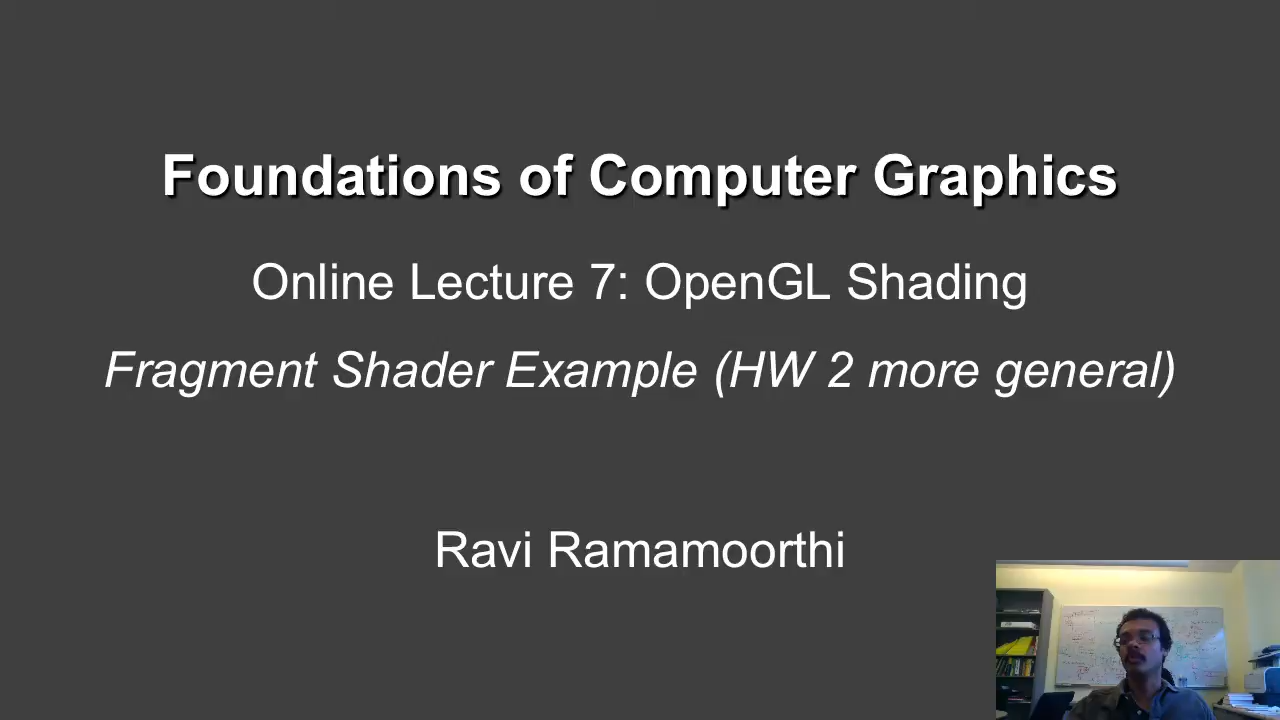 Foundations of Computer Graphics
Online Lecture 7: OpenGL Shading
Fragment Shader Example (HW 2 more general)
Ravi Ramamoorthi